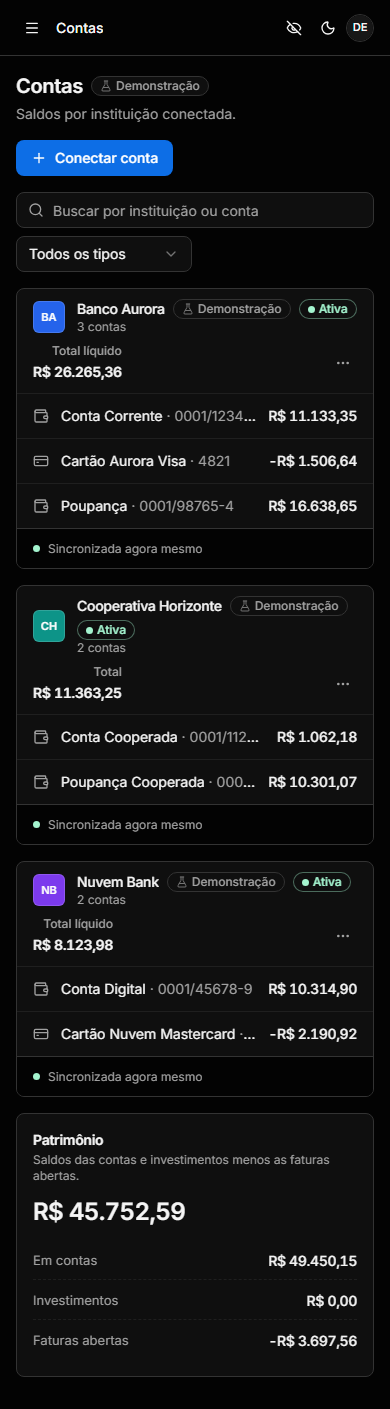 Contas
DE
Contas Demonstração
Saldos por instituição conectada.
+ Conectar conta
Buscar por instituição ou conta
Todos os tipos
BA
Banco Aurora Demonstração Ativa
3 contas
Total líquido
R$ 26.265,36
...
Conta Corrente · 0001/1234... R$ 11.133,35
Cartão Aurora Visa · 4821 -R$ 1.506,64
Poupança · 0001/98765-4 R$ 16.638,65
Sincronizada agora mesmo
CH
Cooperativa Horizonte Demonstração
Ativa
2 contas
Total
R$ 11.363,25
...
Conta Cooperada · 0001/112... R$ 1.062,18
Poupança Cooperada · 000... R$ 10.301,07
Sincronizada agora mesmo
NB
Nuvem Bank Demonstração Ativa
2 contas
Total líquido
R$ 8.123,98
...
Conta Digital · 0001/45678-9 R$ 10.314,90
Cartão Nuvem Mastercard ·... -R$ 2.190,92
Sincronizada agora mesmo
Patrimônio
Saldos das contas e investimentos menos as faturas
abertas.
R$ 45.752,59
Em contas R$ 49.450,15
Investimentos R$ 0,00
Faturas abertas -R$ 3.697,56